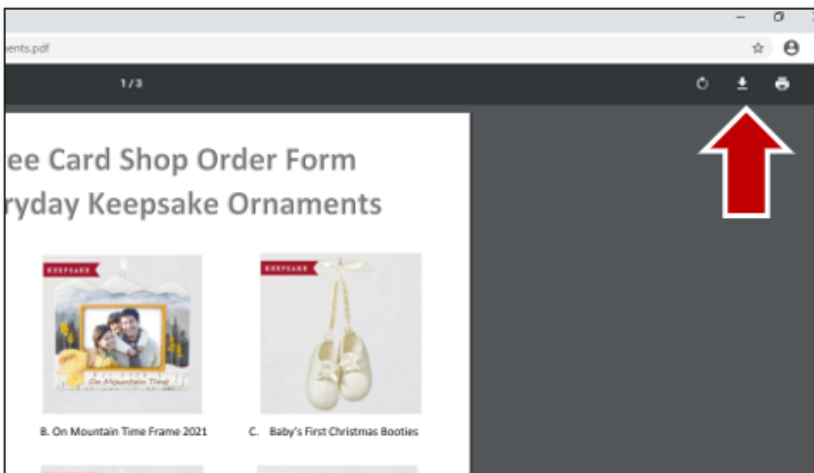 ents.pdf
1 / 3
ee Card Shop Order Form
ryday Keepsake Ornaments
KEEPSAKE
KEEPSAKE
On Mountain Time
B. On Mountain Time Frame 2021
C. Baby's First Christmas Booties